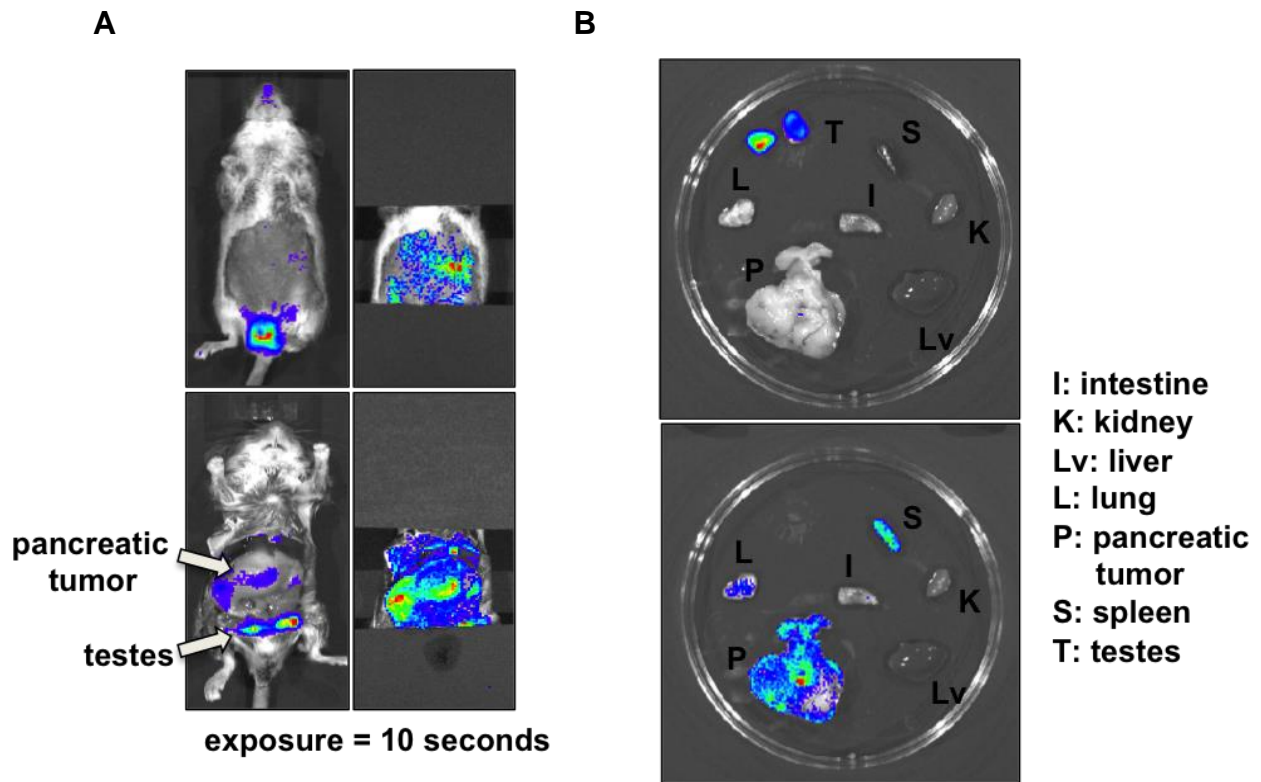 A
B
pancreatic
tumor
testes
exposure = 10 seconds
T
S
L
I
K
P
Lv
S
L
I
K
P
Lv
I: intestine
K: kidney
Lv: liver
L: lung
P: pancreatic
tumor
S: spleen
T: testes